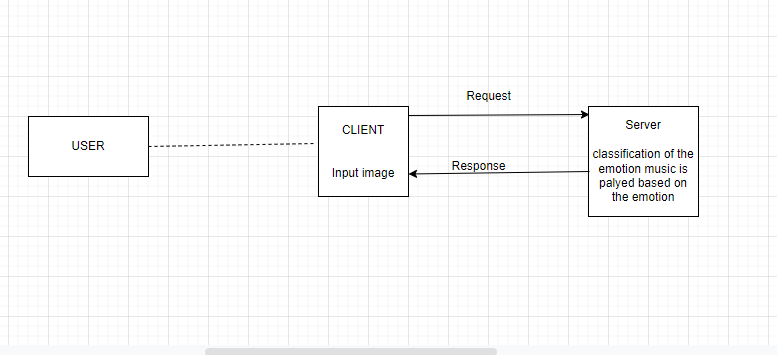 USER
CLIENT
Input image
Request
Response
Server
classification of the
emotion music is
palyed based on
the emotion